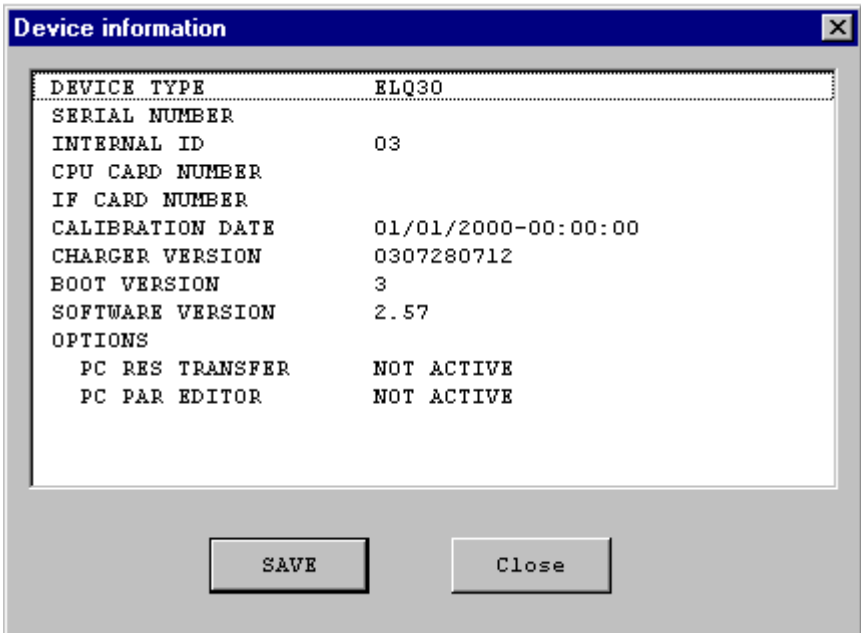 Device information
DEVICE TYPE ELQ30
SERIAL NUMBER
INTERNAL ID 03
CPU CARD NUMBER
IF CARD NUMBER
CALIBRATION DATE 01/01/2000-00:00:00
CHARGER VERSION 0307280712
BOOT VERSION 3
SOFTWARE VERSION 2.57
OPTIONS
PC RES TRANSFER NOT ACTIVE
PC PAR EDITOR NOT ACTIVE
SAVE Close